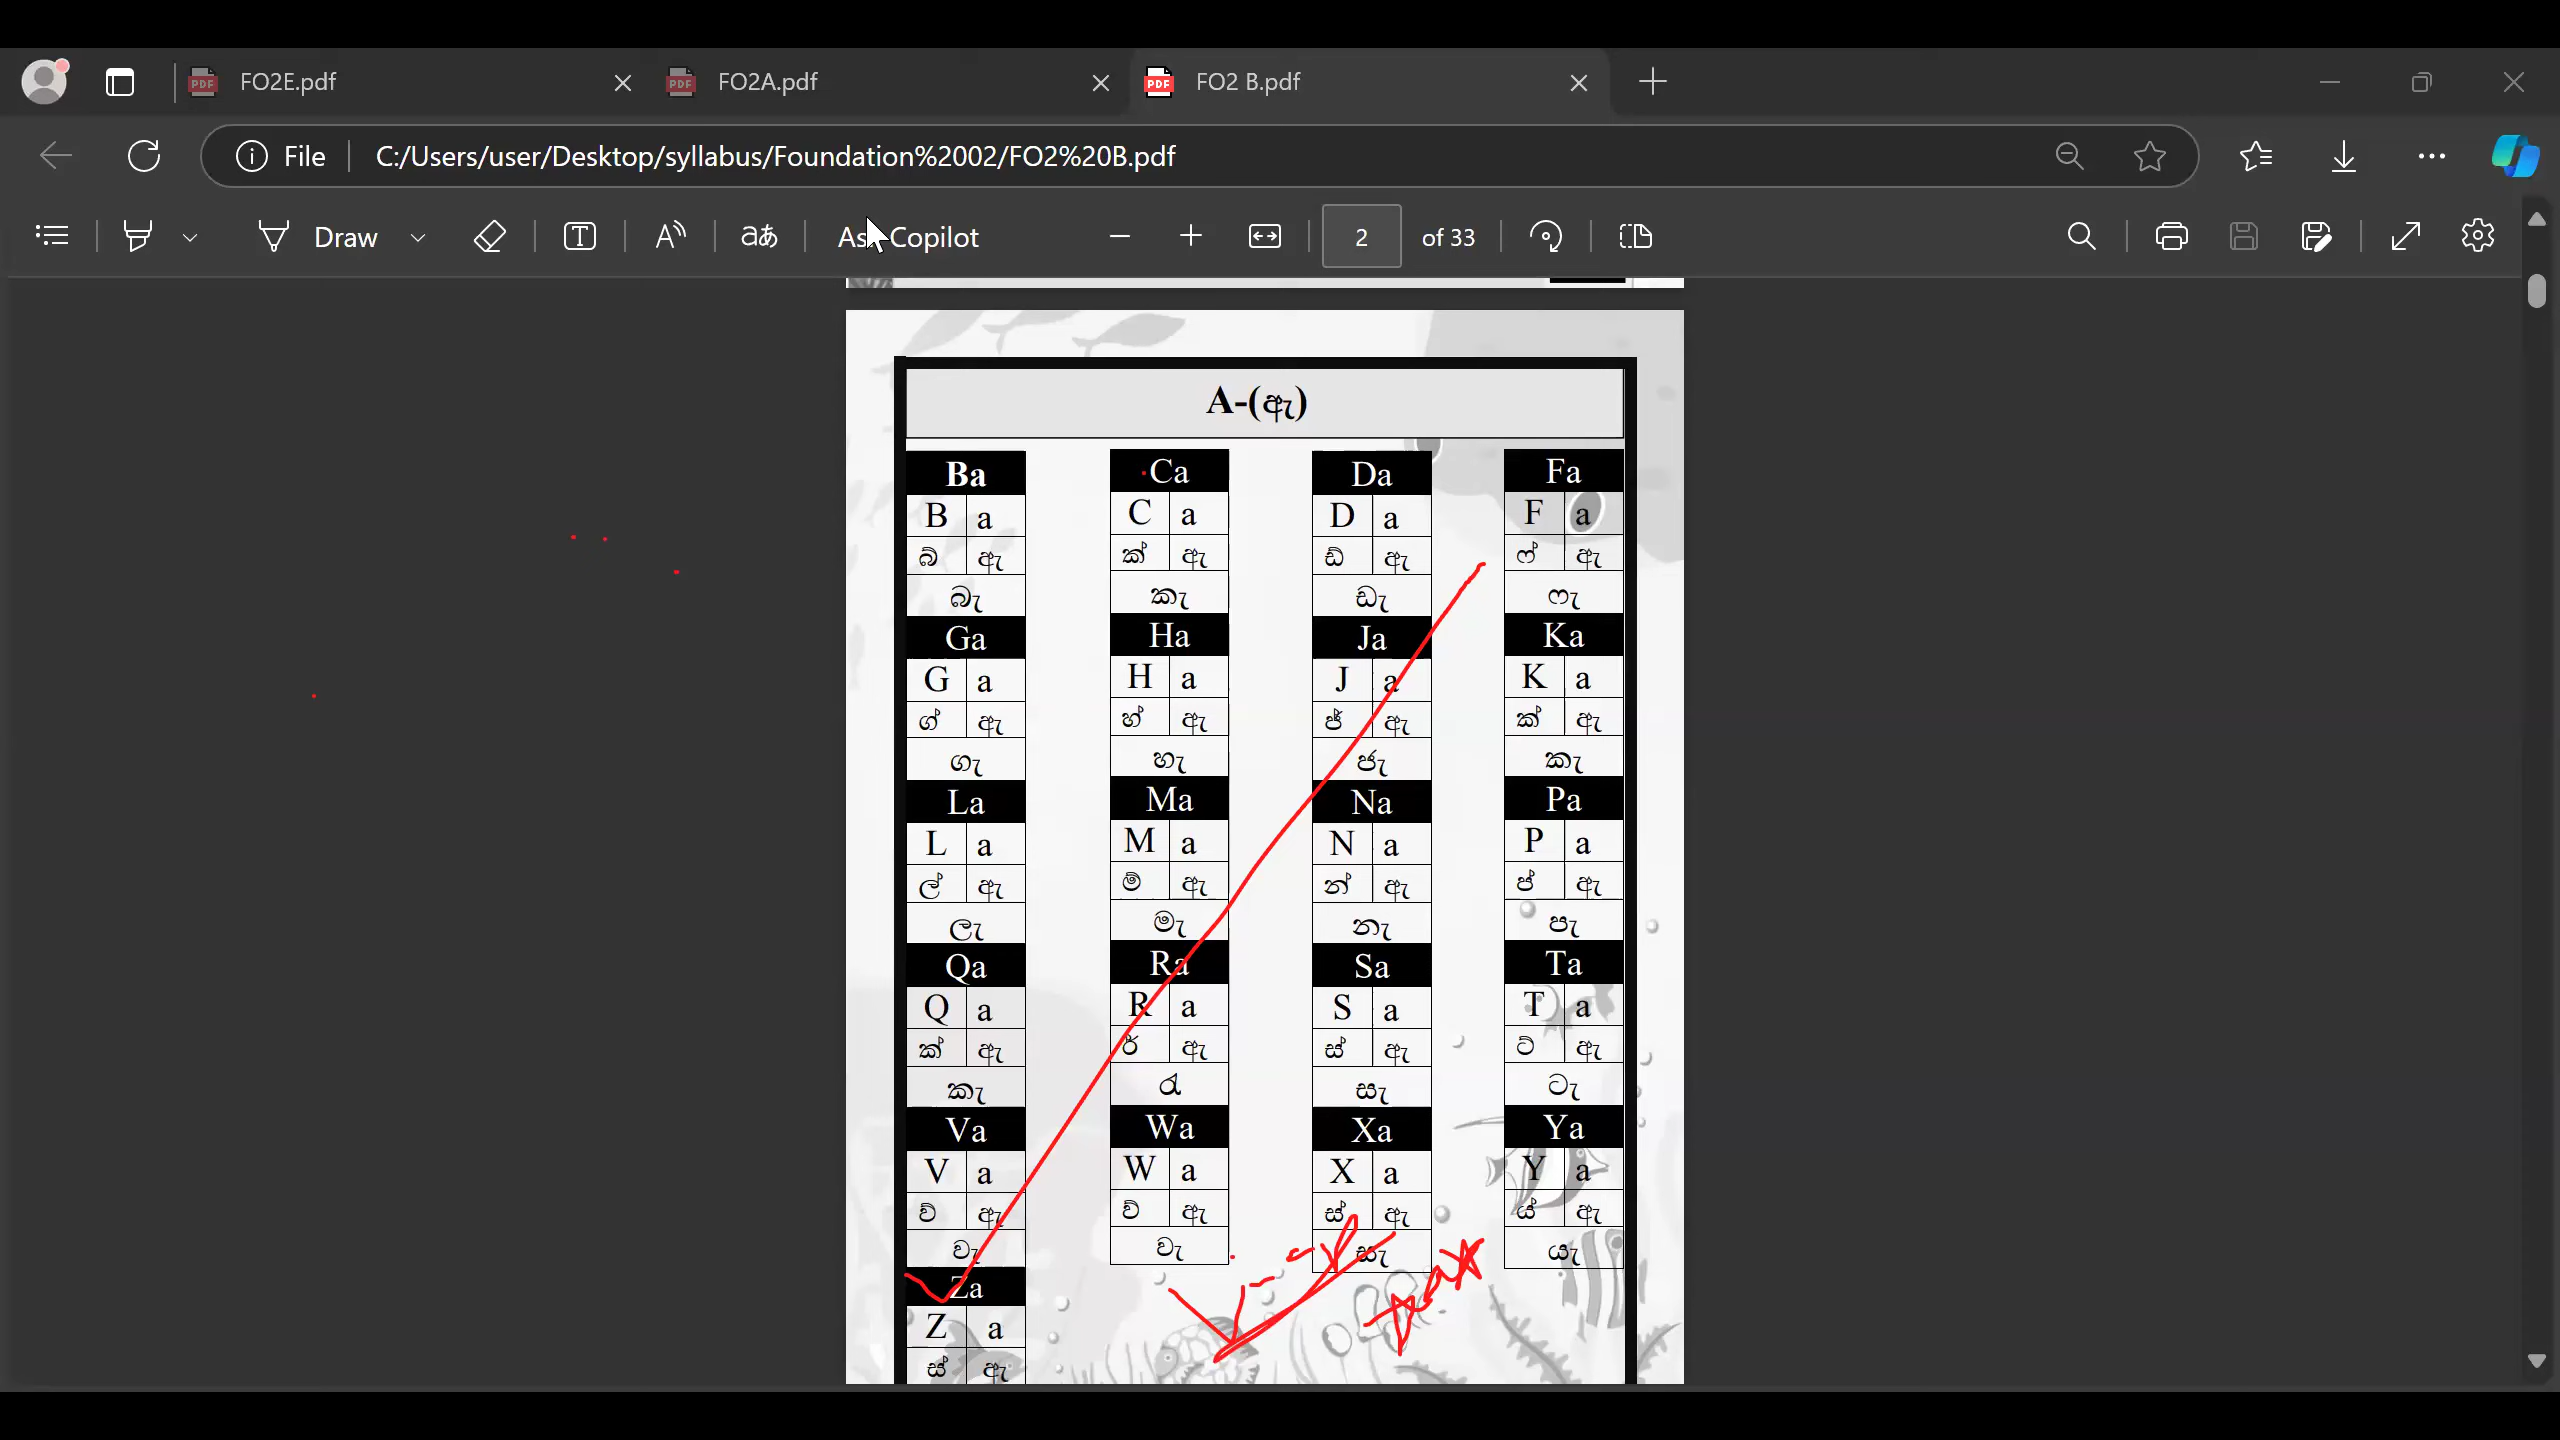 FO2E.pdf
FO2A.pdf
FO2 B.pdf
File
C:/Users/user/Desktop/syllabus/Foundation%2002/FO2%20B.pdf
Draw
Copilot
2 of 33
A-(ඇ)
Ba Ca Da Fa
B a C a D a F a
බ් ඇ ක් ඇ ඩ් ඇ ෆ් ඇ
බැ කැ ඩැ ෆැ
Ga Ha Ja Ka
G a H a J a K a
ග් ඇ හ් ඇ ජ් ඇ ක් ඇ
ගැ හැ ජැ කැ
La Ma Na Pa
L a M a N a P a
ල් ඇ ම් ඇ න් ඇ ප් ඇ
ලැ මැ නැ පැ
Qa Ra Sa Ta
Q a R a S a T a
ක් ඇ ර් ඇ ස් ඇ ට් ඇ
කැ රැ සැ ටැ
Va Wa Xa Ya
V a W a X a Y a
ව් ඇ ව් ඇ ස් ඇ ය් ඇ
වැ වැ සැ යැ
Za
Z a
ස් ඇ